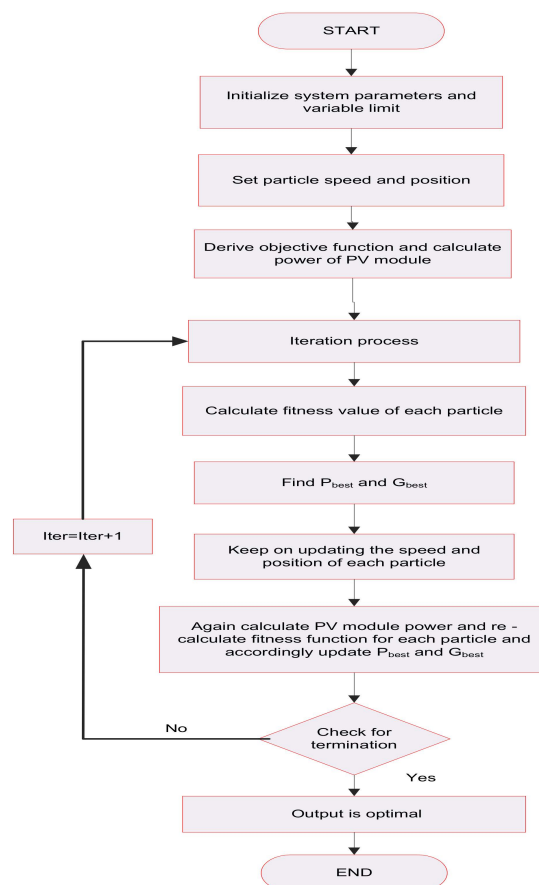 START
Initialize system parameters and
variable limit
Set particle speed and position
Derive objective function and calculate
power of PV module
Iteration process
Calculate fitness value of each particle
Find Pbest and Gbest
Iter=Iter+1
Keep on updating the speed and
position of each particle
Again calculate PV module power and re -
calculate fitness function for each particle and
accordingly update Pbest and Gbest
No
Check for
termination
Yes
Output is optimal
END